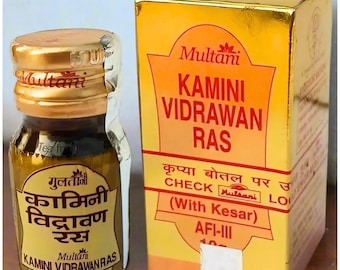 Multani
मुलतानी
कामिनी
विद्रावण
रस
Multani
KAMINI VIDRAWAN RAS
Multani
KAMINI
VIDRAWAN
RAS
कृप्या बोतल पर
CHECK Multani
(With Kesar)
AFI-III